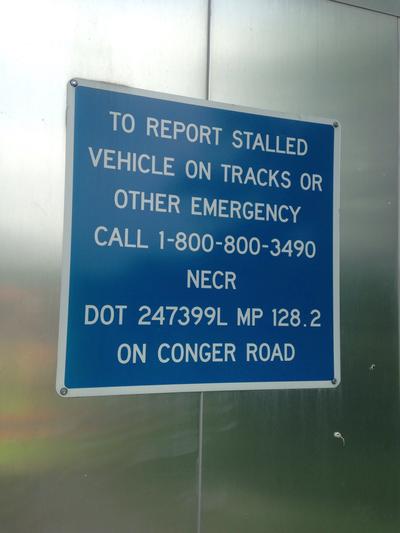 TO REPORT STALLED
VEHICLE ON TRACKS OR
OTHER EMERGENCY
CALL 1-800-800-3490
NECR
DOT 247399L MP 128.2
ON CONGER ROAD